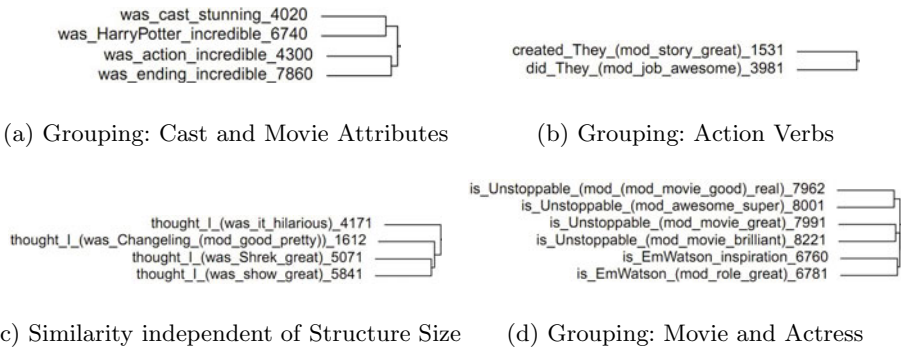 was_cast_stunning_4020
was_HarryPotter_incredible_6740
was_action_incredible_4300
was_ending_incredible_7860
(a) Grouping: Cast and Movie Attributes
created_They_(mod_story_great)_1531
did_They_(mod_job_awesome)_3981
(b) Grouping: Action Verbs
thought_I_(was_it_hilarious)_4171
thought_I_(was_Changeling_(mod_good_pretty))_1612
thought_I_(was_Shrek_great)_5071
thought_I_(was_show_great)_5841
c) Similarity independent of Structure Size
is_Unstoppable_(mod_(mod_movie_good)_real)_7962
is_Unstoppable_(mod_awesome_super)_8001
is_Unstoppable_(mod_movie_great)_7991
is_Unstoppable_(mod_movie_brilliant)_8221
is_EmWatson_inspiration_6760
is_EmWatson_(mod_role_great)_6781
(d) Grouping: Movie and Actress